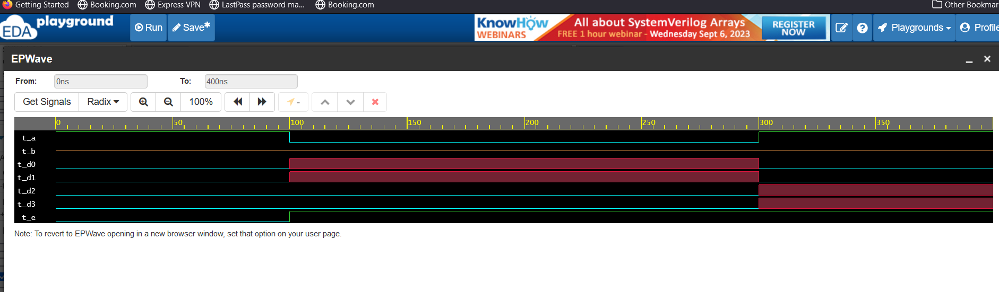 Getting Started Booking.com Express VPN LastPass password ma... Booking.com Other Bookmar
EDA playground Run Save* KnowHow WEBINARS All about SystemVerilog Arrays FREE 1 hour webinar - Wednesday Sept 6, 2023 REGISTER NOW ? Playgrounds Profile
EPWave
From: 0ns To: 400ns
Get Signals Radix 100% -
0 50 100 150 200 250 300 350
t_a
t_b
t_d0
t_d1
t_d2
t_d3
t_e
Note: To revert to EPWave opening in a new browser window, set that option on your user page.